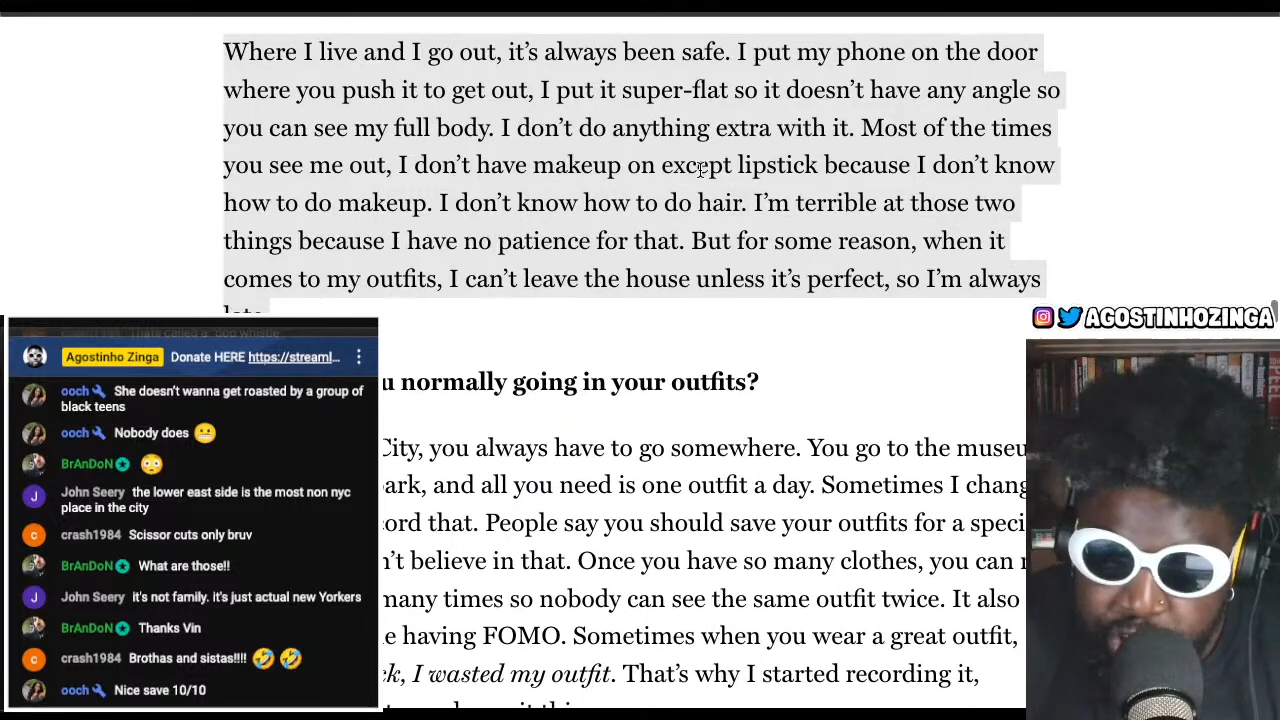 Where I live and I go out, it's always been safe. I put my phone on the door
where you push it to get out, I put it super-flat so it doesn't have any angle so
you can see my full body. I don't do anything extra with it. Most of the times
you see me out, I don't have makeup on except lipstick because I don't know
how to do makeup. I don't know how to do hair. I'm terrible at those two
things because I have no patience for that. But for some reason, when it
comes to my outfits, I can't leave the house unless it's perfect, so I'm always
normally going in your outfits?
City, you always have to go somewhere. You go to the
and all you need is one outfit a day. Sometimes I
that. People say you should save your outfits for a
believe in that. Once you have so many clothes, you can
many times so nobody can see the same outfit twice. It also
having FOMO. Sometimes when you wear a great outfit,
I wasted my outfit. That's why I started recording it,
AGOSTINHOZINGA
Agostinho Zinga Donate HERE https://streaml...
ooch She doesn't wanna get roasted by a group of
black teens
ooch Nobody does 😬
BrAnDoN 😳
J John Seery the lower east side is the most non nyc
place in the city
c crash1984 Scissor cuts only bruv
BrAnDoN What are those!!
J John Seery it's not family. it's just actual new Yorkers
BrAnDoN Thanks Vin
c crash1984 Brothas and sistas!!!! 🤣 🤣
ooch Nice save 10/10